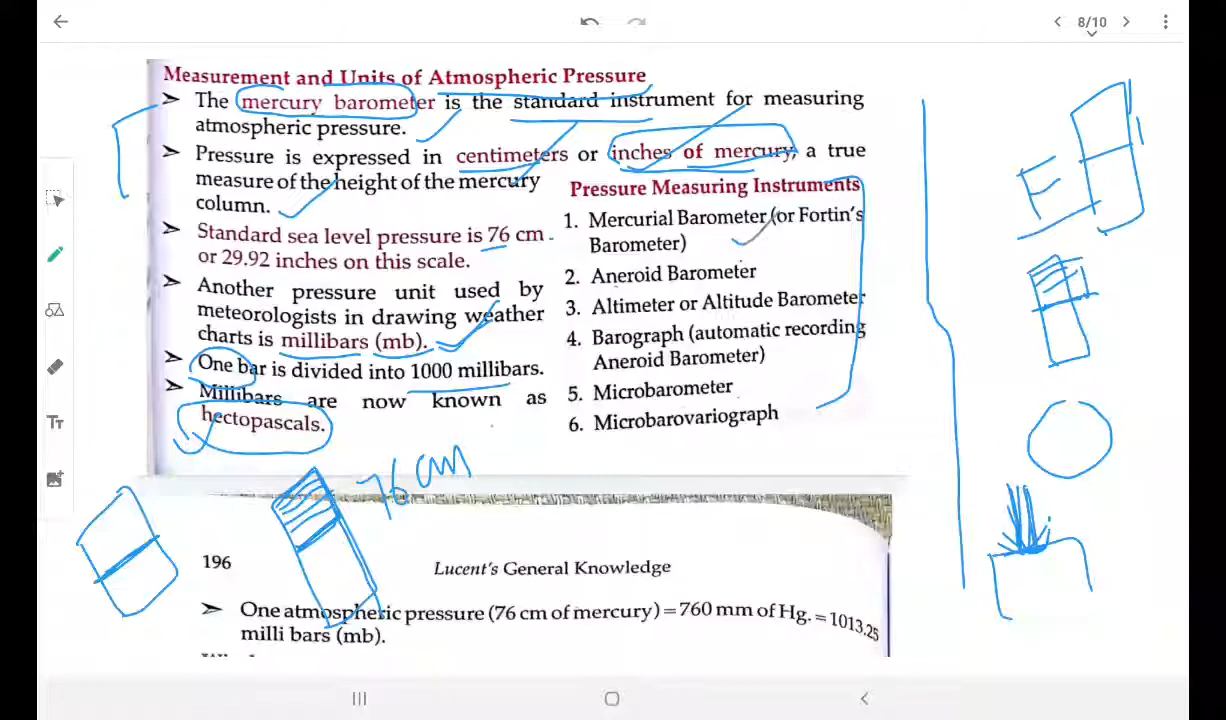 8/10
Measurement and Units of Atmospheric Pressure
➤ The mercury barometer is the standard instrument for measuring
atmospheric pressure.
➤ Pressure is expressed in centimeters or inches of mercury, a true
measure of the height of the mercury
column.
➤ Standard sea level pressure is 76 cm
or 29.92 inches on this scale.
➤ Another pressure unit used by
meteorologists in drawing weather
charts is millibars (mb).
➤ One bar is divided into 1000 millibars.
➤ Millibars are now known as
hectopascals.
Pressure Measuring Instruments
1. Mercurial Barometer (or Fortin's
Barometer)
2. Aneroid Barometer
3. Altimeter or Altitude Barometer
4. Barograph (automatic recording
Aneroid Barometer)
5. Microbarometer
6. Microbarovariograph
76 cm
196
Lucent's General Knowledge
➤ One atmospheric pressure (76 cm of mercury) = 760 mm of Hg. = 1013.25
milli bars (mb).
Tт